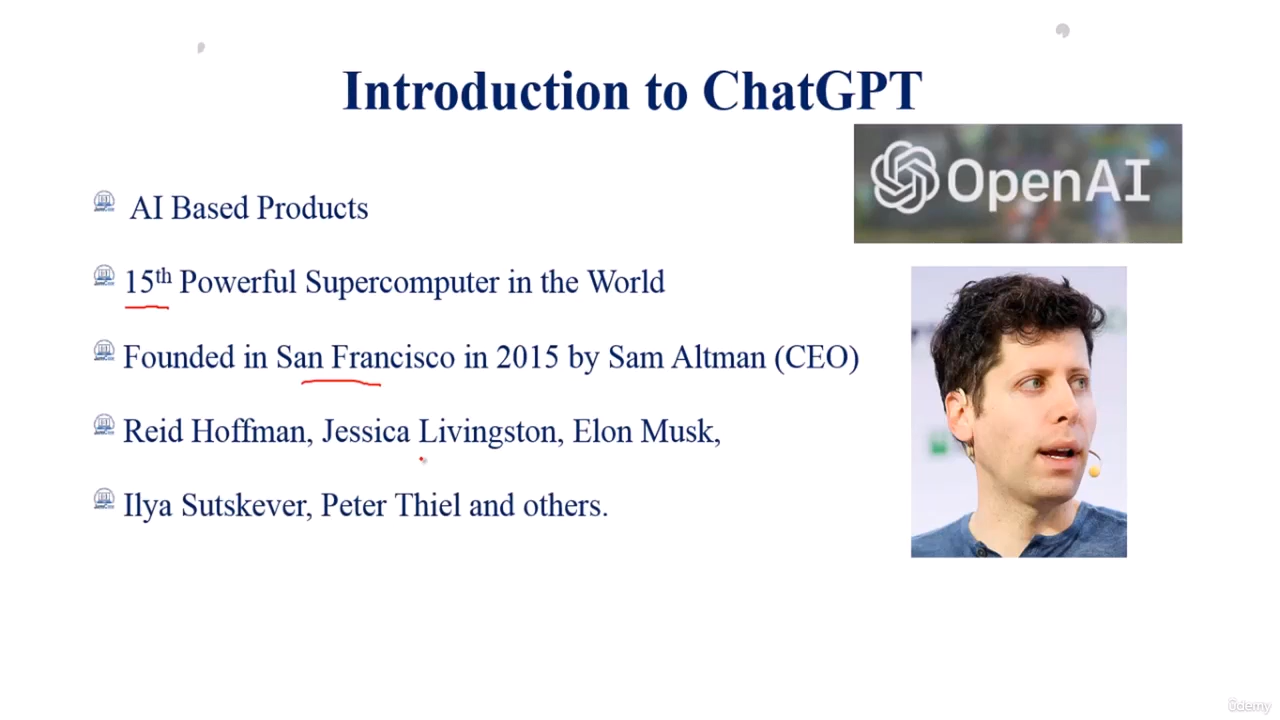 Introduction to ChatGPT
OpenAI
AI Based Products
15th Powerful Supercomputer in the World
Founded in San Francisco in 2015 by Sam Altman (CEO)
Reid Hoffman, Jessica Livingston, Elon Musk,
Ilya Sutskever, Peter Thiel and others.
ûdemy